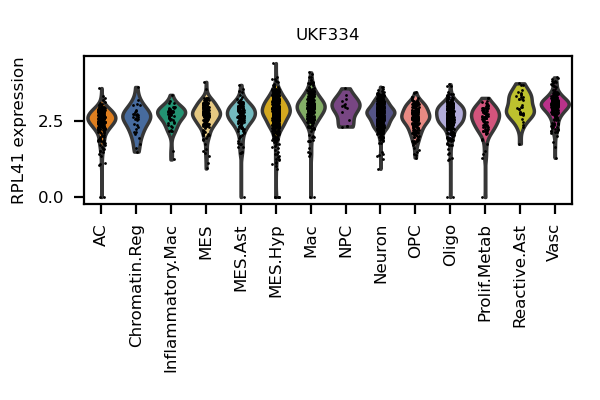 UKF334
RPL41 expression
2.5
0.0
AC
Chromatin.Reg
Inflammatory.Mac
MES
MES.Ast
MES.Hyp
Mac
NPC
Neuron
OPC
Oligo
Prolif.Metab
Reactive.Ast
Vasc